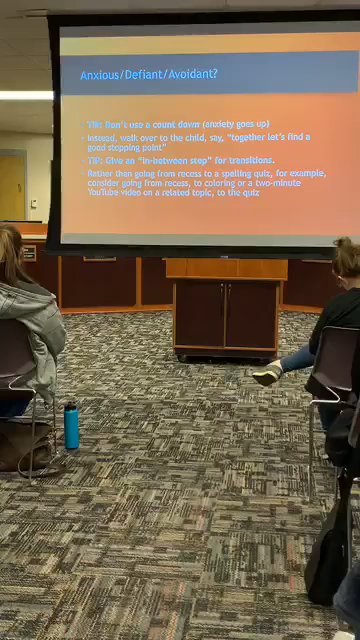 Anxious/Defiant/Avoidant?
TIP: Don't use a count down (anxiety goes up)
Instead, walk over to the child, say, "together let's find a
good stopping point"
TIP: Give an "in-between step" for transitions.
Rather than going from recess to a spelling quiz, for example,
consider going from recess, to coloring or a two-minute
YouTube video on a related topic, to the quiz